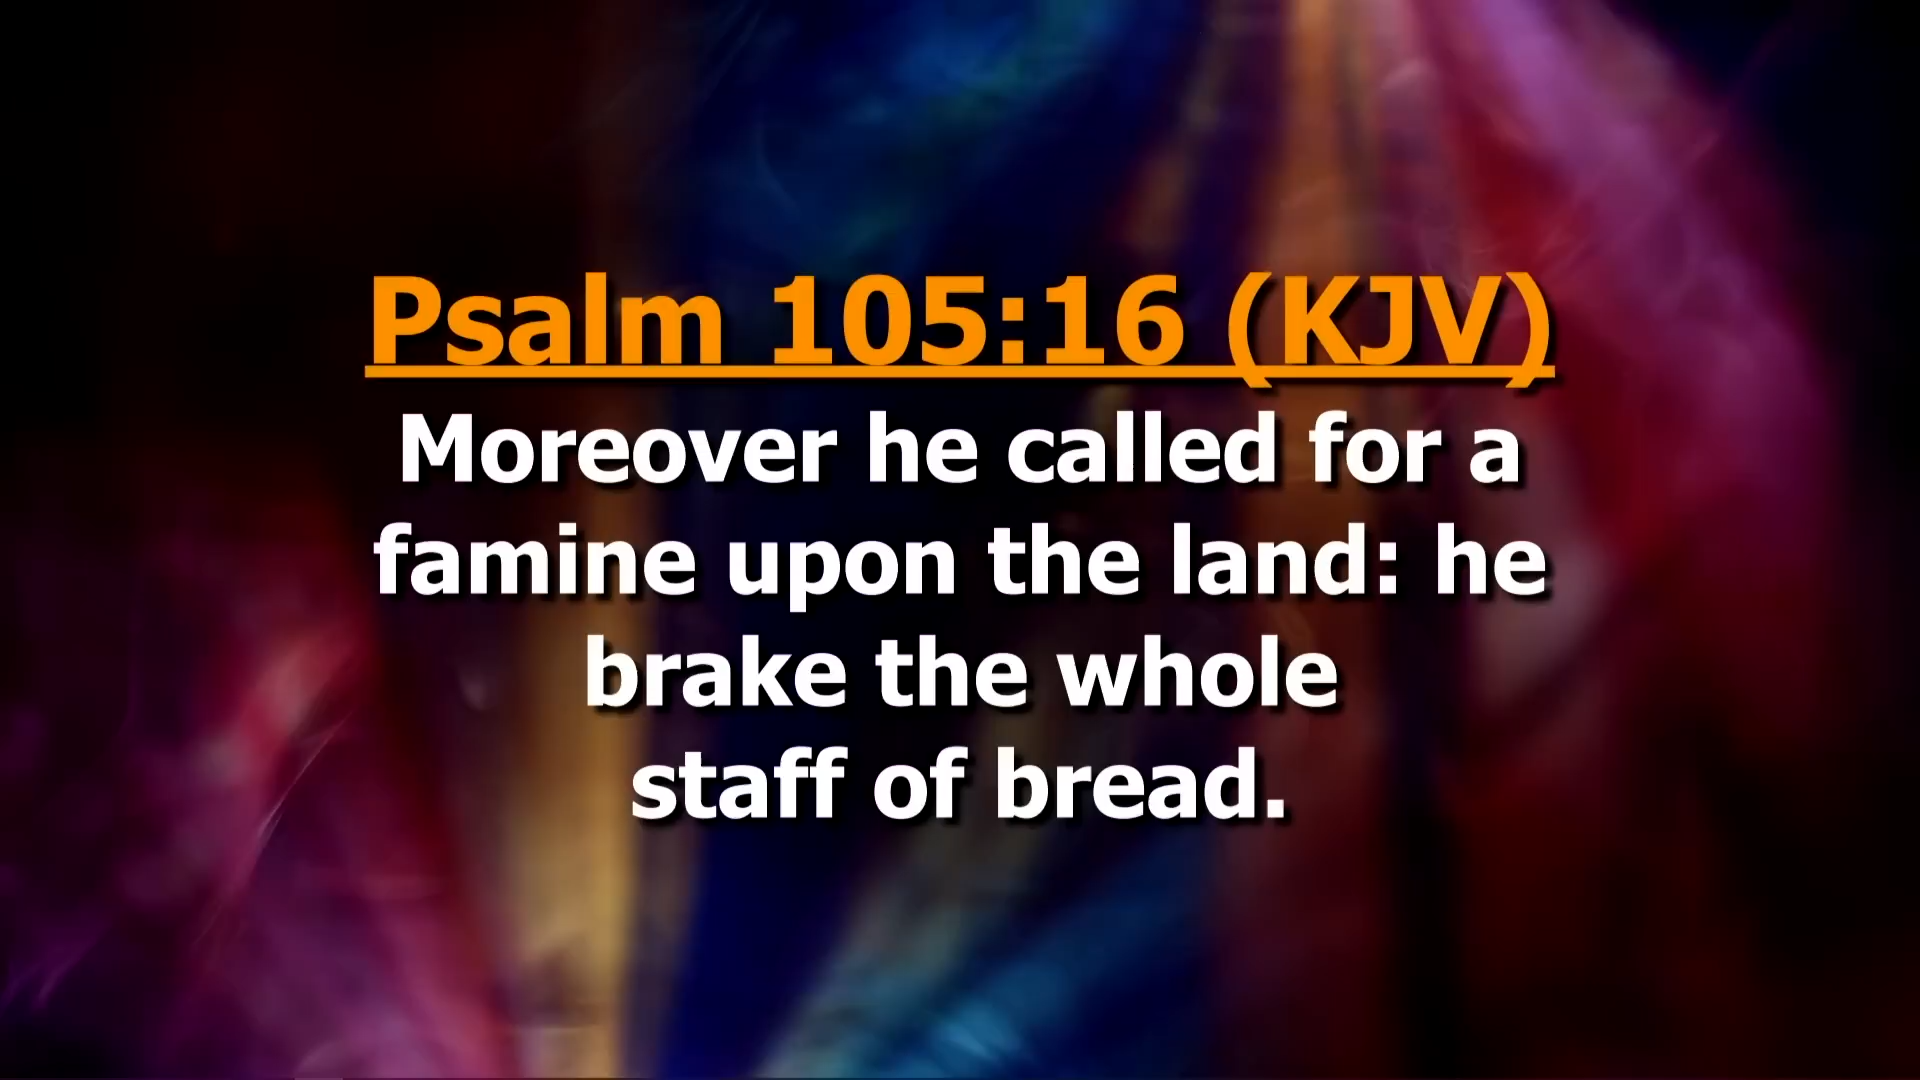 Psalm 105:16 (KJV)
Moreover he called for a
famine upon the land: he
brake the whole
staff of bread.